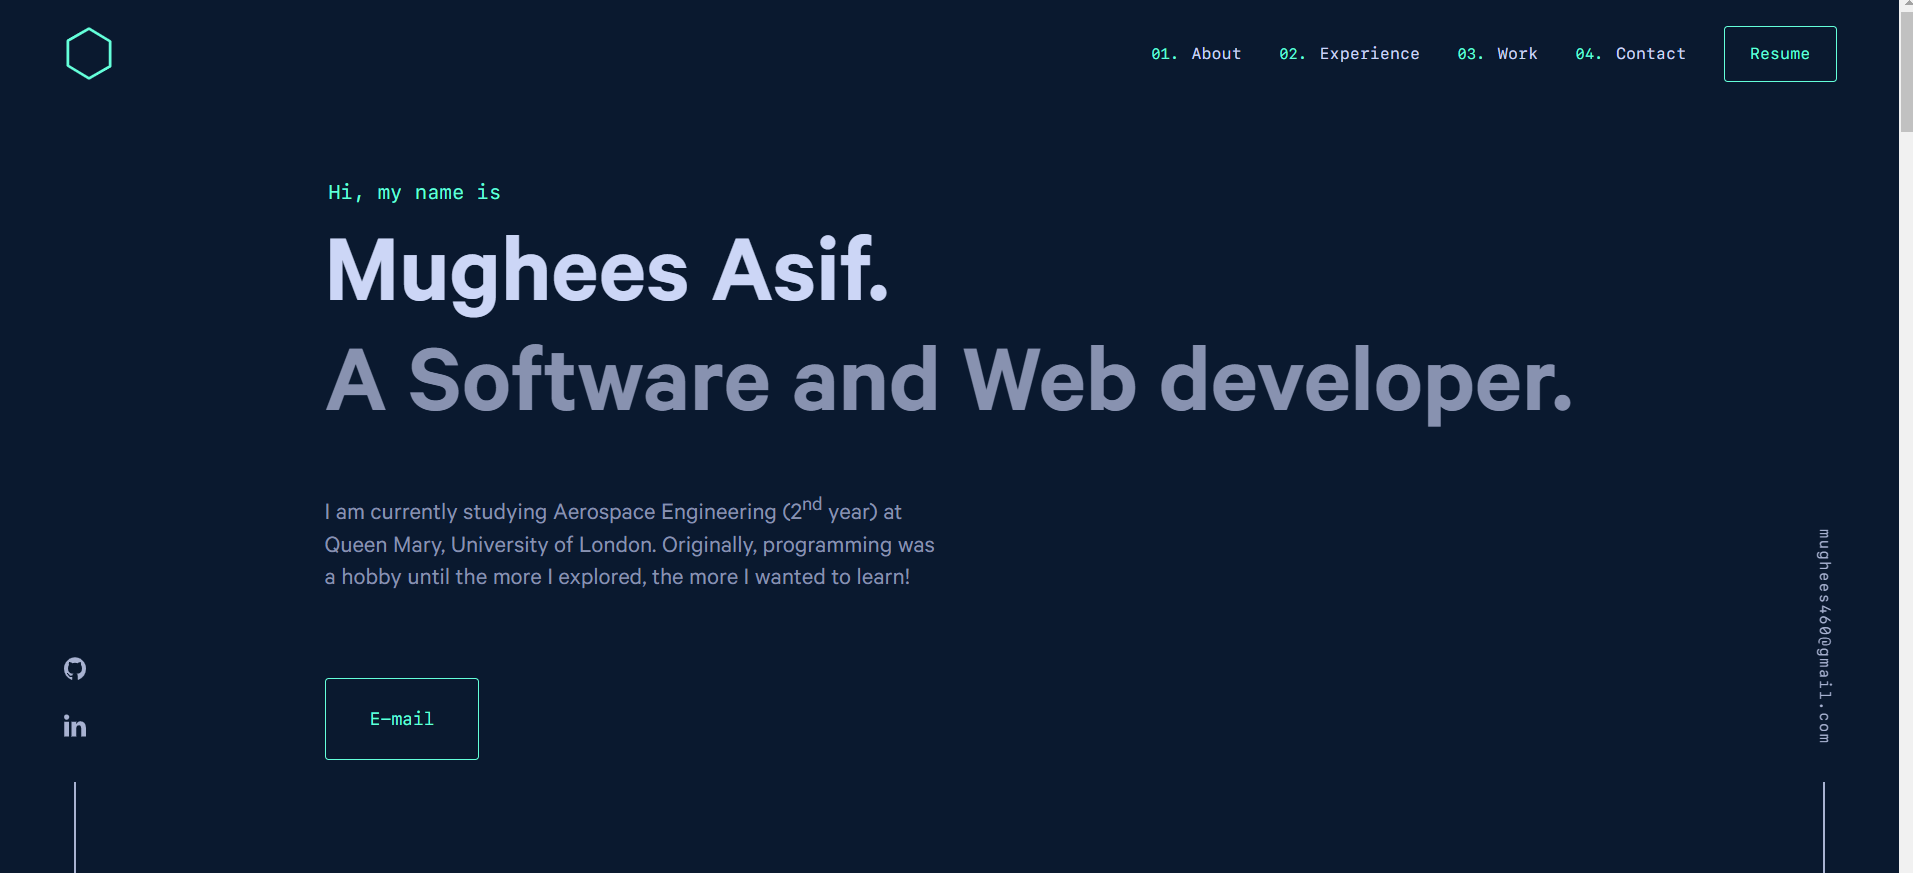 01. About 02. Experience 03. Work 04. Contact Resume
Hi, my name is
Mughees Asif.
A Software and Web developer.
I am currently studying Aerospace Engineering (2nd year) at
Queen Mary, University of London. Originally, programming was
a hobby until the more I explored, the more I wanted to learn!
E-mail
in
mughees460@gmail.com